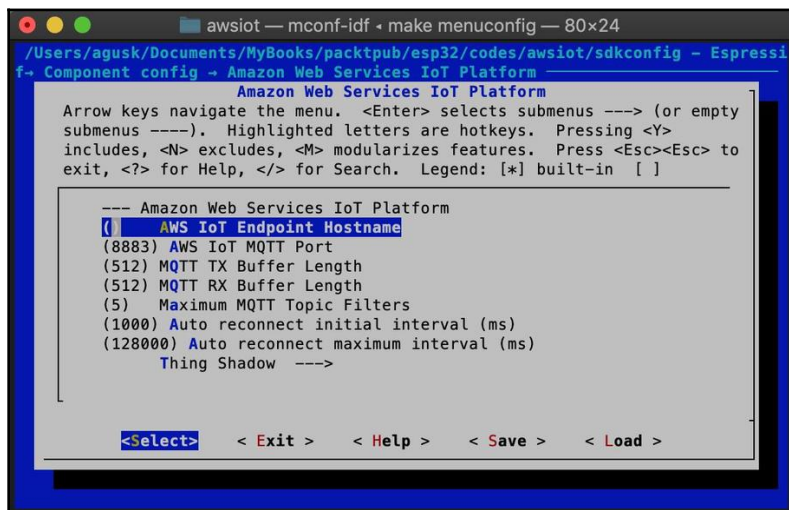 awsiot — mconf-idf ◂ make menuconfig — 80×24
/Users/agusk/Documents/MyBooks/packtpub/esp32/codes/awsiot/sdkconfig - Espressi
f→ Component config → Amazon Web Services IoT Platform
Amazon Web Services IoT Platform
Arrow keys navigate the menu.  <Enter> selects submenus ---> (or empty
submenus ----).  Highlighted letters are hotkeys.  Pressing <Y>
includes, <N> excludes, <M> modularizes features.  Press <Esc><Esc> to
exit, <?> for Help, </> for Search.  Legend: [*] built-in  [ ]
--- Amazon Web Services IoT Platform
()    AWS IoT Endpoint Hostname
(8883) AWS IoT MQTT Port
(512) MQTT TX Buffer Length
(512) MQTT RX Buffer Length
(5)   Maximum MQTT Topic Filters
(1000) Auto reconnect initial interval (ms)
(128000) Auto reconnect maximum interval (ms)
Thing Shadow  --->
<Select>    < Exit >    < Help >    < Save >    < Load >